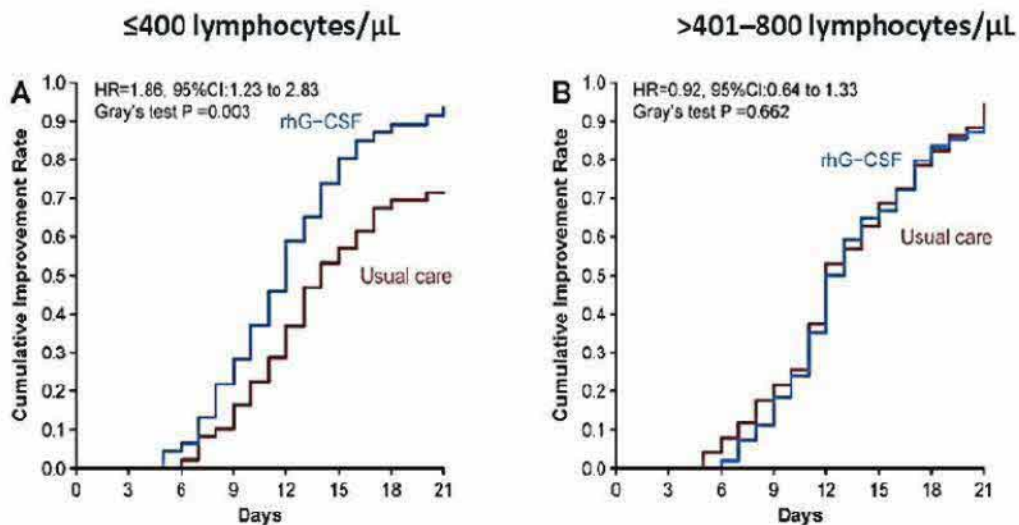 ≤400 lymphocytes/µL
>401–800 lymphocytes/µL
A
HR=1.86, 95%CI:1.23 to 2.83
Gray's test P =0.003
rhG-CSF
Usual care
Cumulative Improvement Rate
1.0
0.9
0.8
0.7
0.6
0.5
0.4
0.3
0.2
0.1
0.0
0 3 6 9 12 15 18 21
Days
B
HR=0.92, 95%CI:0.64 to 1.33
Gray's test P =0.662
rhG-CSF
Usual care
Cumulative Improvement Rate
1.0
0.9
0.8
0.7
0.6
0.5
0.4
0.3
0.2
0.1
0.0
0 3 6 9 12 15 18 21
Days